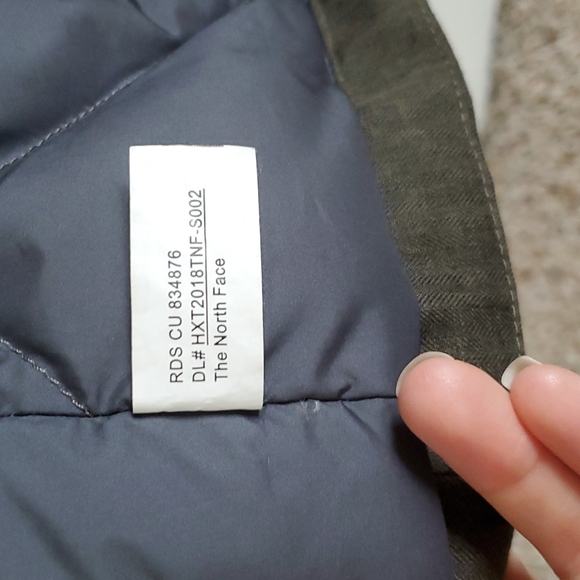 RDS CU 834876
DL# HXT2018TNF-S002
The North Face